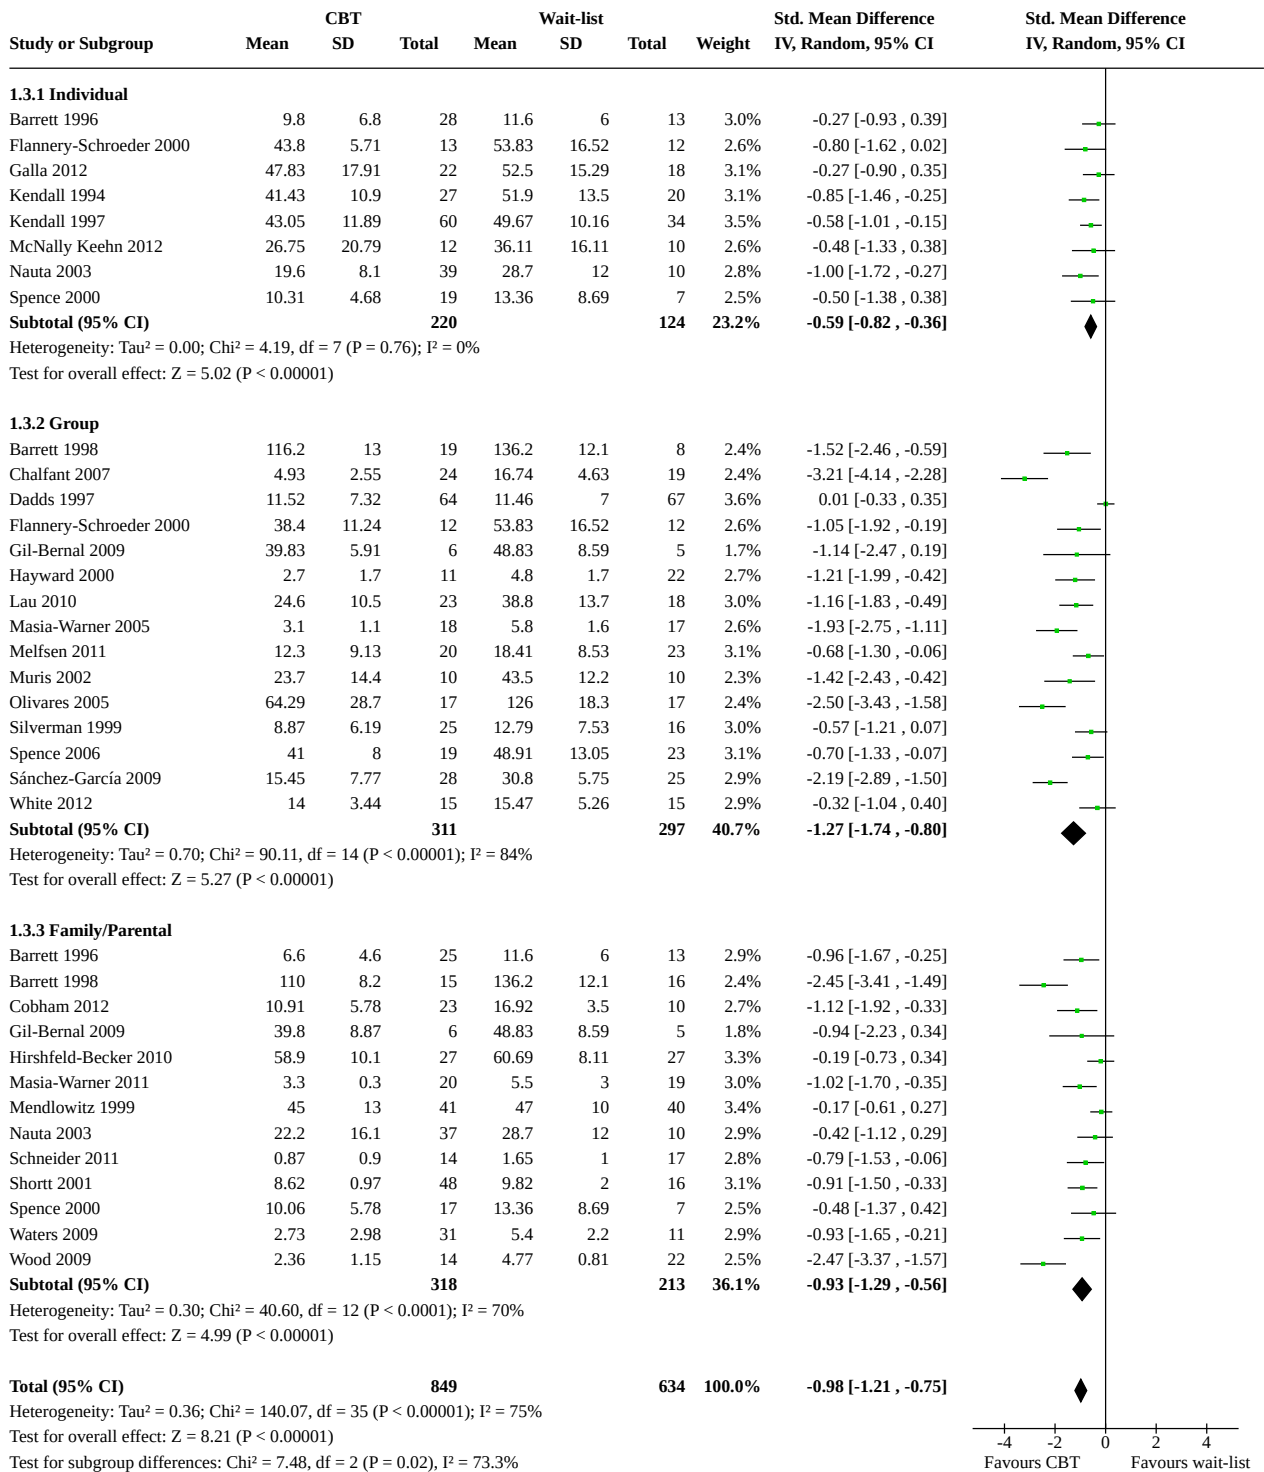 CBT Wait-list Std. Mean Difference Std. Mean Difference
Study or Subgroup Mean SD Total Mean SD Total Weight IV, Random, 95% CI IV, Random, 95% CI
1.3.1 Individual
Barrett 1996 9.8 6.8 28 11.6 6 13 3.0% -0.27 [-0.93 , 0.39]
Flannery-Schroeder 2000 43.8 5.71 13 53.83 16.52 12 2.6% -0.80 [-1.62 , 0.02]
Galla 2012 47.83 17.91 22 52.5 15.29 18 3.1% -0.27 [-0.90 , 0.35]
Kendall 1994 41.43 10.9 27 51.9 13.5 20 3.1% -0.85 [-1.46 , -0.25]
Kendall 1997 43.05 11.89 60 49.67 10.16 34 3.5% -0.58 [-1.01 , -0.15]
McNally Keehn 2012 26.75 20.79 12 36.11 16.11 10 2.6% -0.48 [-1.33 , 0.38]
Nauta 2003 19.6 8.1 39 28.7 12 10 2.8% -1.00 [-1.72 , -0.27]
Spence 2000 10.31 4.68 19 13.36 8.69 7 2.5% -0.50 [-1.38 , 0.38]
Subtotal (95% CI) 220 124 23.2% -0.59 [-0.82 , -0.36]
Heterogeneity: Tau² = 0.00; Chi² = 4.19, df = 7 (P = 0.76); I² = 0%
Test for overall effect: Z = 5.02 (P < 0.00001)
1.3.2 Group
Barrett 1998 116.2 13 19 136.2 12.1 8 2.4% -1.52 [-2.46 , -0.59]
Chalfant 2007 4.93 2.55 24 16.74 4.63 19 2.4% -3.21 [-4.14 , -2.28]
Dadds 1997 11.52 7.32 64 11.46 7 67 3.6% 0.01 [-0.33 , 0.35]
Flannery-Schroeder 2000 38.4 11.24 12 53.83 16.52 12 2.6% -1.05 [-1.92 , -0.19]
Gil-Bernal 2009 39.83 5.91 6 48.83 8.59 5 1.7% -1.14 [-2.47 , 0.19]
Hayward 2000 2.7 1.7 11 4.8 1.7 22 2.7% -1.21 [-1.99 , -0.42]
Lau 2010 24.6 10.5 23 38.8 13.7 18 3.0% -1.16 [-1.83 , -0.49]
Masia-Warner 2005 3.1 1.1 18 5.8 1.6 17 2.6% -1.93 [-2.75 , -1.11]
Melfsen 2011 12.3 9.13 20 18.41 8.53 23 3.1% -0.68 [-1.30 , -0.06]
Muris 2002 23.7 14.4 10 43.5 12.2 10 2.3% -1.42 [-2.43 , -0.42]
Olivares 2005 64.29 28.7 17 126 18.3 17 2.4% -2.50 [-3.43 , -1.58]
Silverman 1999 8.87 6.19 25 12.79 7.53 16 3.0% -0.57 [-1.21 , 0.07]
Spence 2006 41 8 19 48.91 13.05 23 3.1% -0.70 [-1.33 , -0.07]
Sánchez-García 2009 15.45 7.77 28 30.8 5.75 25 2.9% -2.19 [-2.89 , -1.50]
White 2012 14 3.44 15 15.47 5.26 15 2.9% -0.32 [-1.04 , 0.40]
Subtotal (95% CI) 311 297 40.7% -1.27 [-1.74 , -0.80]
Heterogeneity: Tau² = 0.70; Chi² = 90.11, df = 14 (P < 0.00001); I² = 84%
Test for overall effect: Z = 5.27 (P < 0.00001)
1.3.3 Family/Parental
Barrett 1996 6.6 4.6 25 11.6 6 13 2.9% -0.96 [-1.67 , -0.25]
Barrett 1998 110 8.2 15 136.2 12.1 16 2.4% -2.45 [-3.41 , -1.49]
Cobham 2012 10.91 5.78 23 16.92 3.5 10 2.7% -1.12 [-1.92 , -0.33]
Gil-Bernal 2009 39.8 8.87 6 48.83 8.59 5 1.8% -0.94 [-2.23 , 0.34]
Hirshfeld-Becker 2010 58.9 10.1 27 60.69 8.11 27 3.3% -0.19 [-0.73 , 0.34]
Masia-Warner 2011 3.3 0.3 20 5.5 3 19 3.0% -1.02 [-1.70 , -0.35]
Mendlowitz 1999 45 13 41 47 10 40 3.4% -0.17 [-0.61 , 0.27]
Nauta 2003 22.2 16.1 37 28.7 12 10 2.9% -0.42 [-1.12 , 0.29]
Schneider 2011 0.87 0.9 14 1.65 1 17 2.8% -0.79 [-1.53 , -0.06]
Shortt 2001 8.62 0.97 48 9.82 2 16 3.1% -0.91 [-1.50 , -0.33]
Spence 2000 10.06 5.78 17 13.36 8.69 7 2.5% -0.48 [-1.37 , 0.42]
Waters 2009 2.73 2.98 31 5.4 2.2 11 2.9% -0.93 [-1.65 , -0.21]
Wood 2009 2.36 1.15 14 4.77 0.81 22 2.5% -2.47 [-3.37 , -1.57]
Subtotal (95% CI) 318 213 36.1% -0.93 [-1.29 , -0.56]
Heterogeneity: Tau² = 0.30; Chi² = 40.60, df = 12 (P < 0.0001); I² = 70%
Test for overall effect: Z = 4.99 (P < 0.00001)
Total (95% CI) 849 634 100.0% -0.98 [-1.21 , -0.75]
Heterogeneity: Tau² = 0.36; Chi² = 140.07, df = 35 (P < 0.00001); I² = 75%
Test for overall effect: Z = 8.21 (P < 0.00001)
-4 -2 0 2 4
Test for subgroup differences: Chi² = 7.48, df = 2 (P = 0.02), I² = 73.3%
Favours CBT Favours wait-list